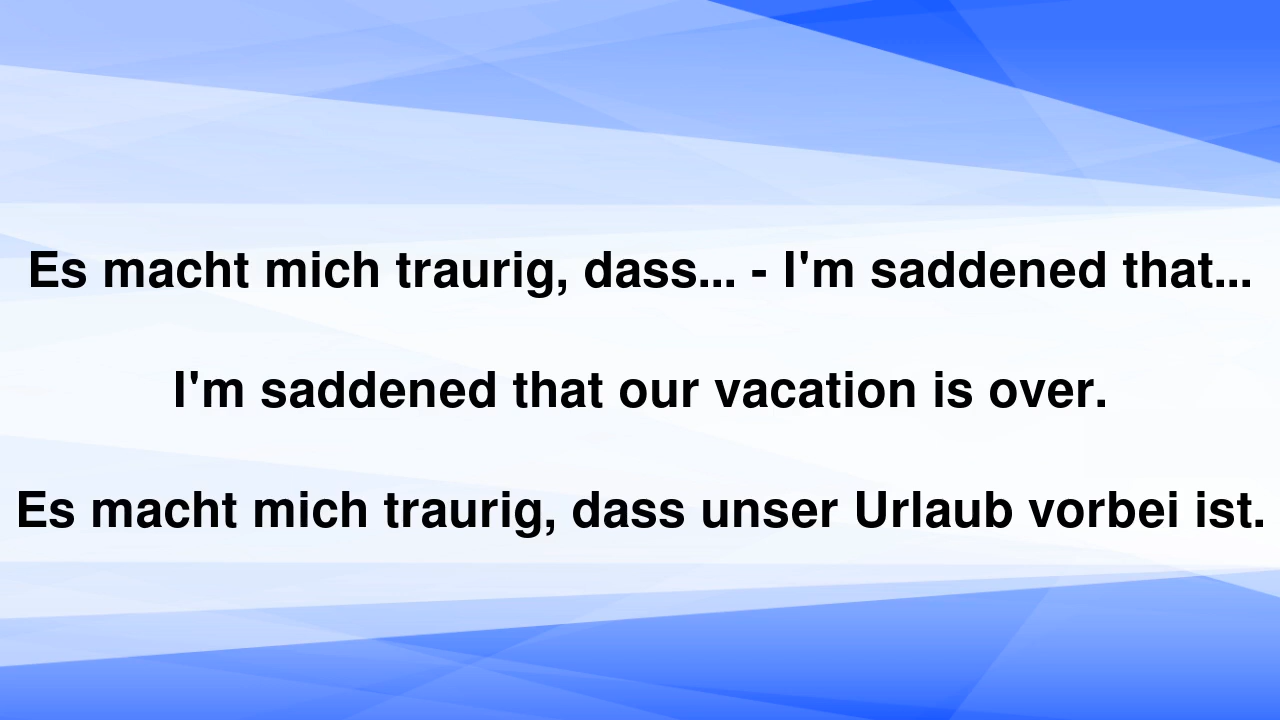 Es macht mich traurig, dass... - I'm saddened that...
I'm saddened that our vacation is over.
Es macht mich traurig, dass unser Urlaub vorbei ist.